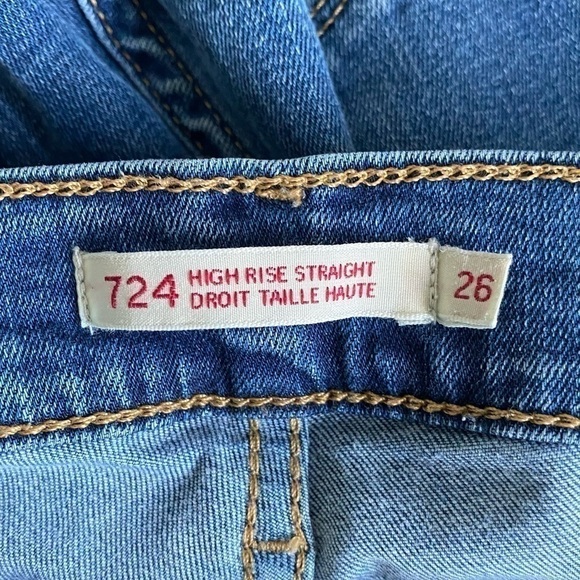 724 HIGH RISE STRAIGHT
DROIT TAILLE HAUTE
26